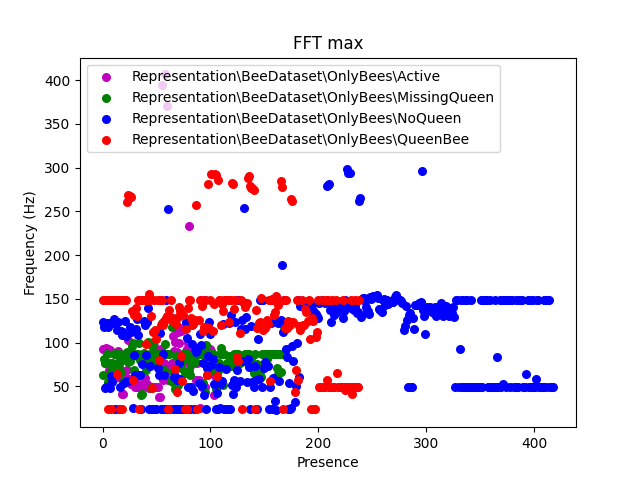 FFT max
Representation\BeeDataset\OnlyBees\Active
Representation\BeeDataset\OnlyBees\MissingQueen
Representation\BeeDataset\OnlyBees\NoQueen
Representation\BeeDataset\OnlyBees\QueenBee
400
350
300
250
200
150
100
50
Frequency (Hz)
0 100 200 300 400
Presence